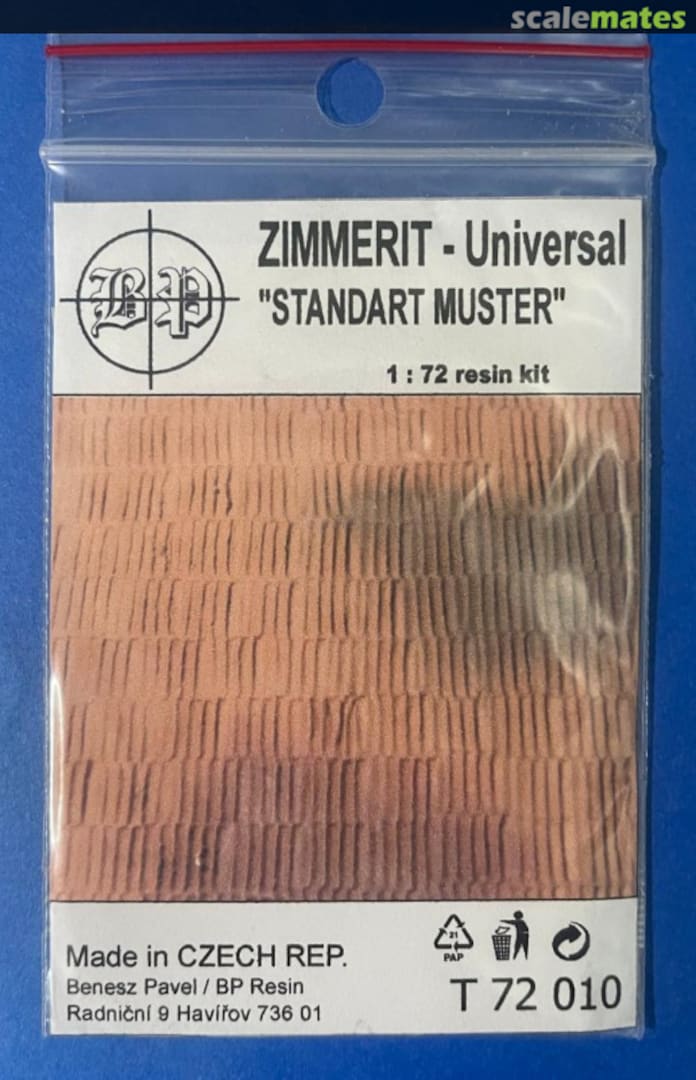 scalemates
BP
ZIMMERIT - Universal
"STANDART MUSTER"
1 : 72 resin kit
Made in CZECH REP.
Benesz Pavel / BP Resin
Radniční 9 Havířov 736 01
21
PAP
T 72 010